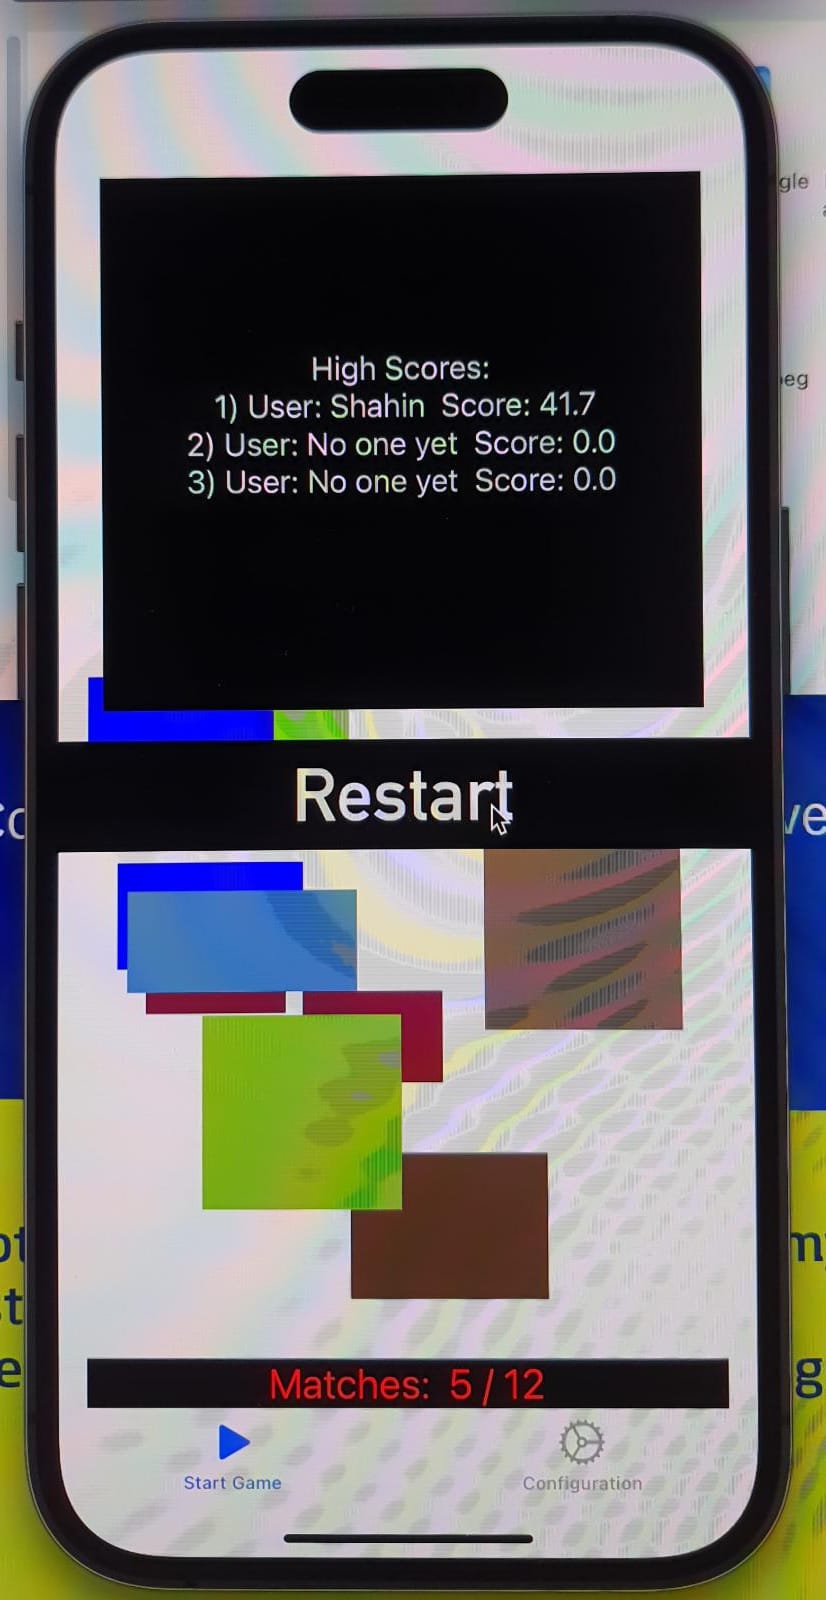 High Scores:
1) User: Shahin Score: 41.7
2) User: No one yet Score: 0.0
3) User: No one yet Score: 0.0
Restart
Matches: 5 / 12
Start Game
Configuration